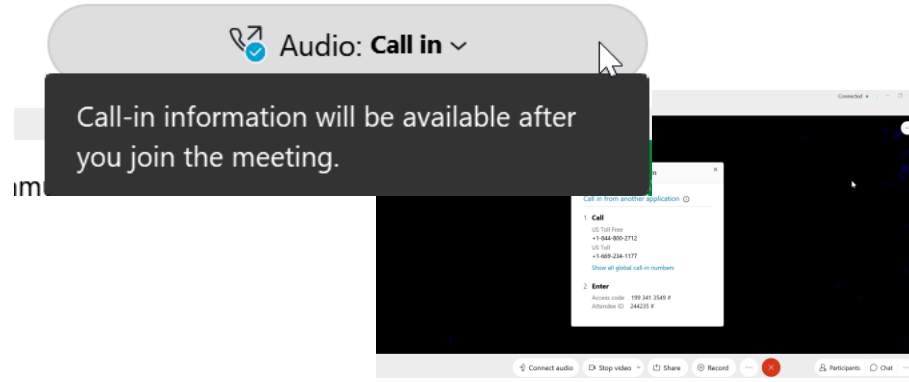 Audio: Call in
Call-in information will be available after
you join the meeting.
Connected
Call in from another application
1 Call
US Toll Free
+1-844-800-2712
US Toll
+1-669-234-1177
Show all global call-in numbers
2 Enter
Access code 199 341 3549 #
Attendee ID 244235 #
Connect audio Stop video Share Record Participants Chat